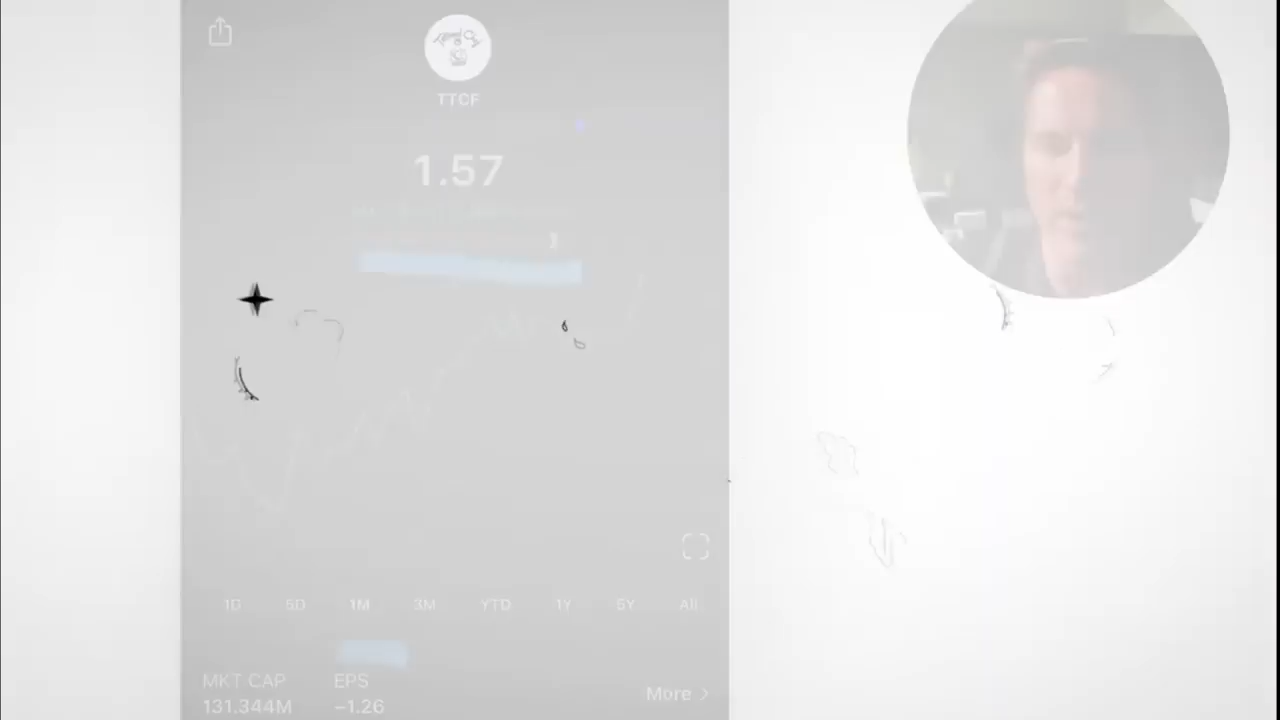 TTCF
1.57
1D 5D 1M 3M YTD 1Y 5Y All
MKT CAP EPS
131.344M -1.26
More >